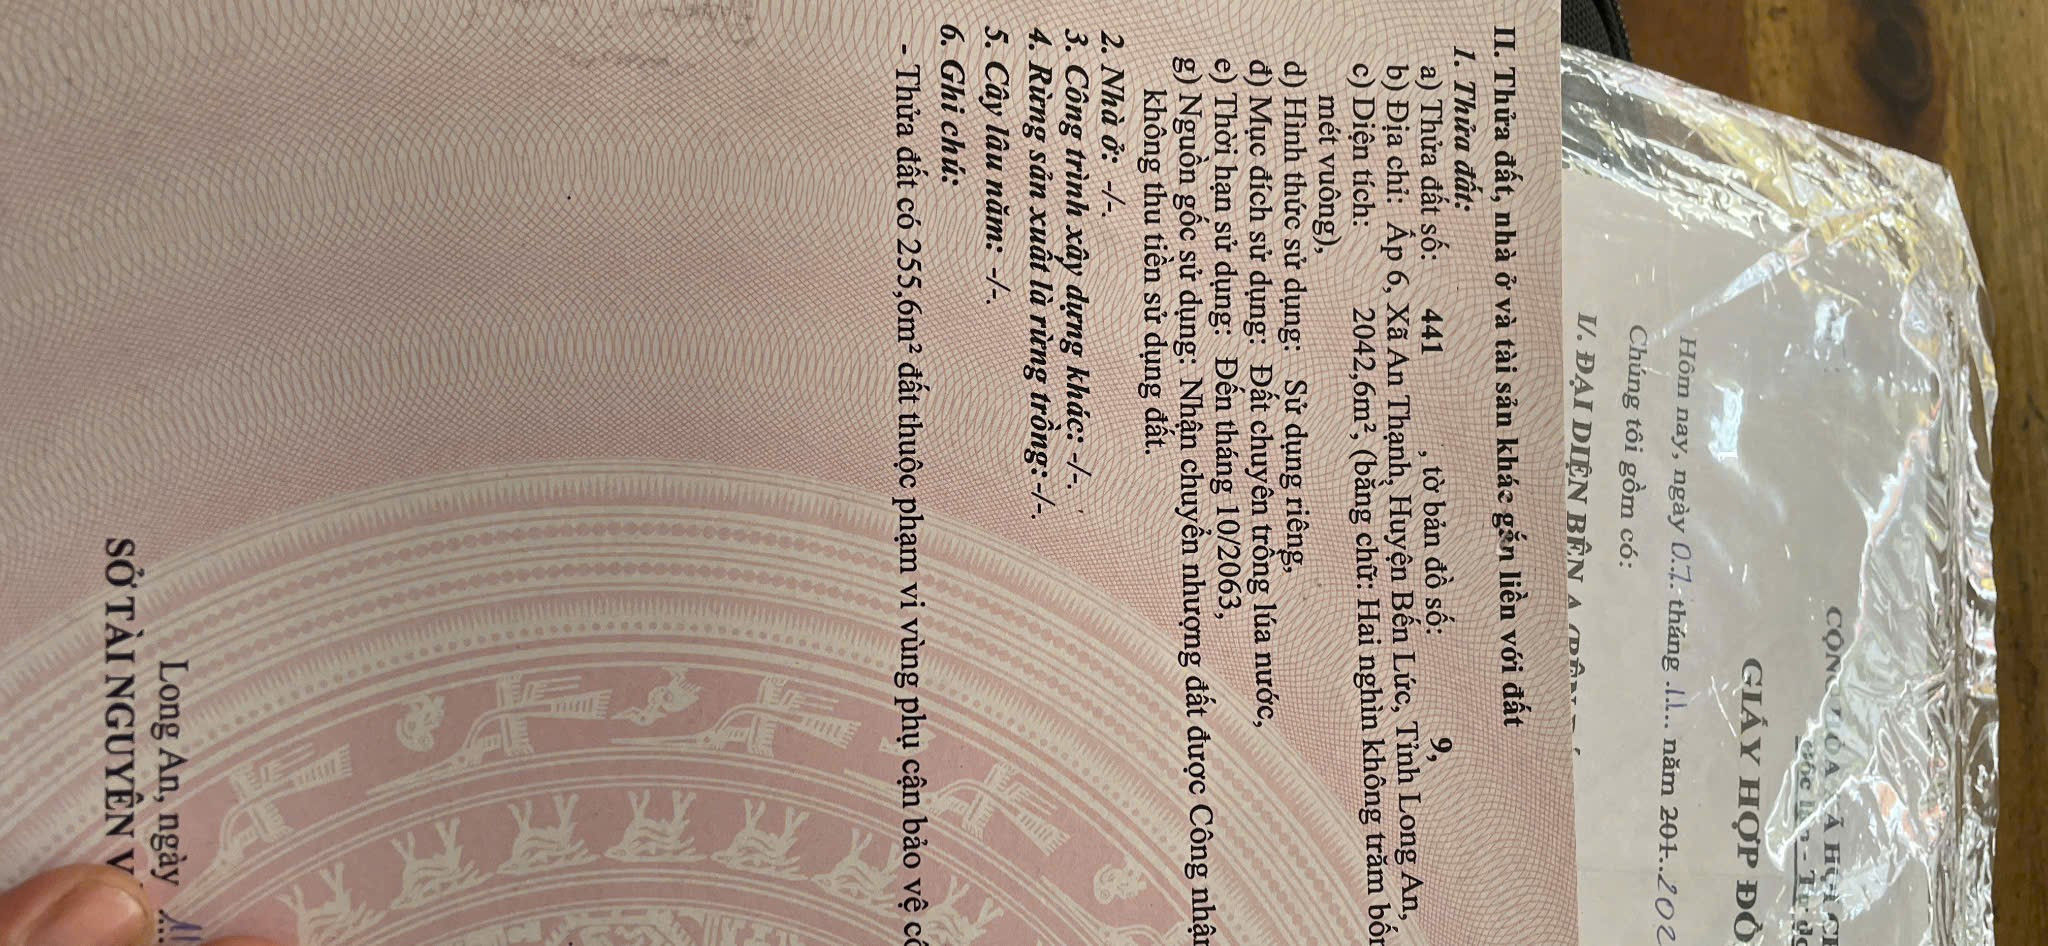 GIẤY HỢP ĐỒ
Hôm nay, ngày 07 tháng 11 năm 201..202
Chúng tôi gồm có:
I/. ĐẠI DIỆN BÊN A
II. Thửa đất, nhà ở và tài sản khác gắn liền với đất
1. Thửa đất:
a) Thửa đất số: 441 , tờ bản đồ số: 9,
b) Địa chỉ: Ấp 6, Xã An Thạnh, Huyện Bến Lức, Tỉnh Long An,
c) Diện tích: 2042,6m², (bằng chữ: Hai nghìn không trăm bốn
mét vuông),
d) Hình thức sử dụng: Sử dụng riêng,
đ) Mục đích sử dụng: Đất chuyên trồng lúa nước,
e) Thời hạn sử dụng: Đến tháng 10/2063,
g) Nguồn gốc sử dụng: Nhận chuyển nhượng đất được Công nhận
không thu tiền sử dụng đất.
2. Nhà ở: -/-.
3. Công trình xây dựng khác: -/-.
4. Rừng sản xuất là rừng trồng: -/-.
5. Cây lâu năm: -/-.
6. Ghi chú:
- Thửa đất có 255,6m² đất thuộc phạm vi vùng phụ cận bảo vệ cô
Long An, ngày
SỞ TÀI NGUYÊN V